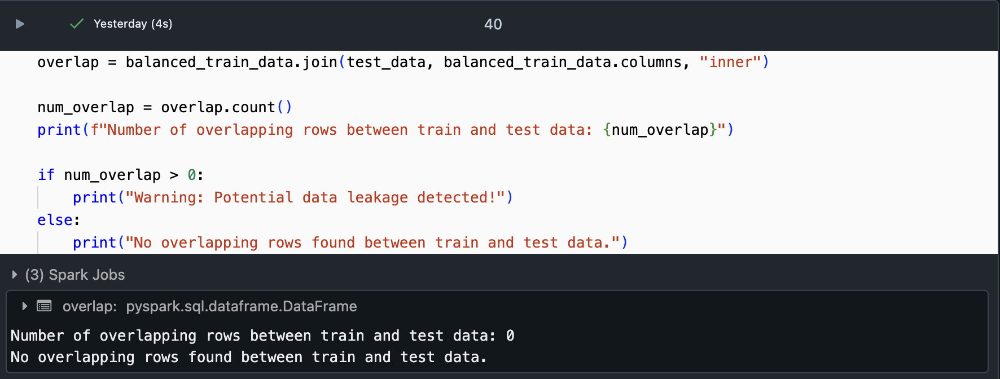 Yesterday (4s)
40
overlap = balanced_train_data.join(test_data, balanced_train_data.columns, "inner")
num_overlap = overlap.count()
print(f"Number of overlapping rows between train and test data: {num_overlap}")
if num_overlap > 0:
    print("Warning: Potential data leakage detected!")
else:
    print("No overlapping rows found between train and test data.")
(3) Spark Jobs
overlap: pyspark.sql.dataframe.DataFrame
Number of overlapping rows between train and test data: 0
No overlapping rows found between train and test data.